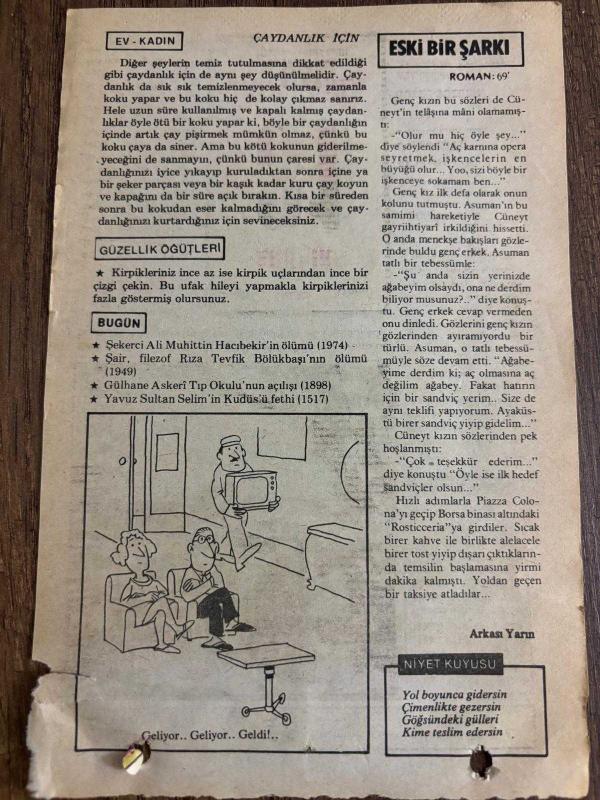 EV - KADIN
ÇAYDANLIK İÇİN
Diğer şeylerin temiz tutulmasına dikkat edildiği
gibi çaydanlık için de aynı şey düşünülmelidir. Çay-
danlık da sık sık temizlenmeyecek olursa, zamanla
koku yapar ve bu koku hiç de kolay çıkmaz sanırız.
Hele uzun süre kullanılmış ve kapalı kalmış çaydan-
lıklar öyle ötü bir koku yapar ki, böyle bir çaydanlığın
içinde artık çay pişirmek mümkün olmaz, çünkü bu
koku çaya da siner. Ama bu kötü kokunun giderilme-
yeceğini de sanmayın, çünkü bunun çaresi var. Çay-
danlığınızı iyice yıkayıp kuruladıktan sonra içine ya
bir şeker parçası veya bir kaşık kadar kuru çay koyun
ve kapağını da bir süre açık bırakın. Kısa bir süreden
sonra bu kokudan eser kalmadığını görecek ve çay-
danlığınızı kurtardığınız için sevineceksiniz.
GÜZELLİK ÖĞÜTLERİ
★ Kirpikleriniz ince az ise kirpik uçlarından ince bir
çizgi çekin. Bu ufak hileyi yapmakla kirpiklerinizi
fazla göstermiş olursunuz.
BUGÜN
★ Şekerci Ali Muhittin Hacıbekir'in ölümü (1974)
★ Şair, filezof Rıza Tevfik Bölükbaşı'nın ölümü
(1949)
★ Gülhane Askerî Tıp Okulu'nun açılışı (1898)
★ Yavuz Sultan Selim'in Kudüs'ü fethi (1517)
Geliyor.. Geliyor.. Geldi!..
ESKİ BİR ŞARKI
ROMAN: 69'
Genç kızın bu sözleri de Cü-
neyt'in telâşına mâni olamamış-
tı:
-"Olur mu hiç öyle şey..."
diye söylendi "Aç karnına opera
seyretmek, işkencelerin en
büyüğü olur... Yoo, sizi böyle bir
işkenceye sokamam ben..."
Genç kız ilk defa olarak onun
kolunu tutmuştu. Asuman'ın bu
samimi hareketiyle Cüneyt
gayriihtiyarî irkildiğini hissetti.
O anda menekşe bakışları gözle-
rinde buldu genç erkek. Asuman
tatlı bir tebessümle:
-"Şu anda sizin yerinizde
ağabeyim olsaydı, ona ne derdim
biliyor musunuz?.." diye konuş-
tu. Genç erkek cevap vermeden
onu dinledi. Gözlerini genç kızın
gözlerinden ayıramıyordu bir
türlü. Asuman, o tatlı tebessü-
müyle söze devam etti. "Ağabe-
yime derdim ki; aç olmasına aç
değilim ağabey. Fakat hatırın
için bir sandviç yerim.. Size de
aynı teklifi yapıyorum. Ayaküs-
tü birer sandviç yiyip gidelim..."
Cüneyt kızın sözlerinden pek
hoşlanmıştı:
-"Çok teşekkür ederim..."
diye konuştu "Öyle ise ilk hedef
sandviçler olsun..."
Hızlı adımlarla Piazza Colo-
na'yı geçip Borsa binası altındaki
"Rosticceria"ya girdiler. Sıcak
birer kahve ile birlikte alelacele
birer tost yiyip dışarı çıktıkların-
da temsilin başlamasına yirmi
dakika kalmıştı. Yoldan geçen
bir taksiye atladılar...
Arkası Yarın
NİYET KUYUSU
Yol boyunca gidersin
Çimenlikte gezersin
Göğsündeki gülleri
Kime teslim edersin